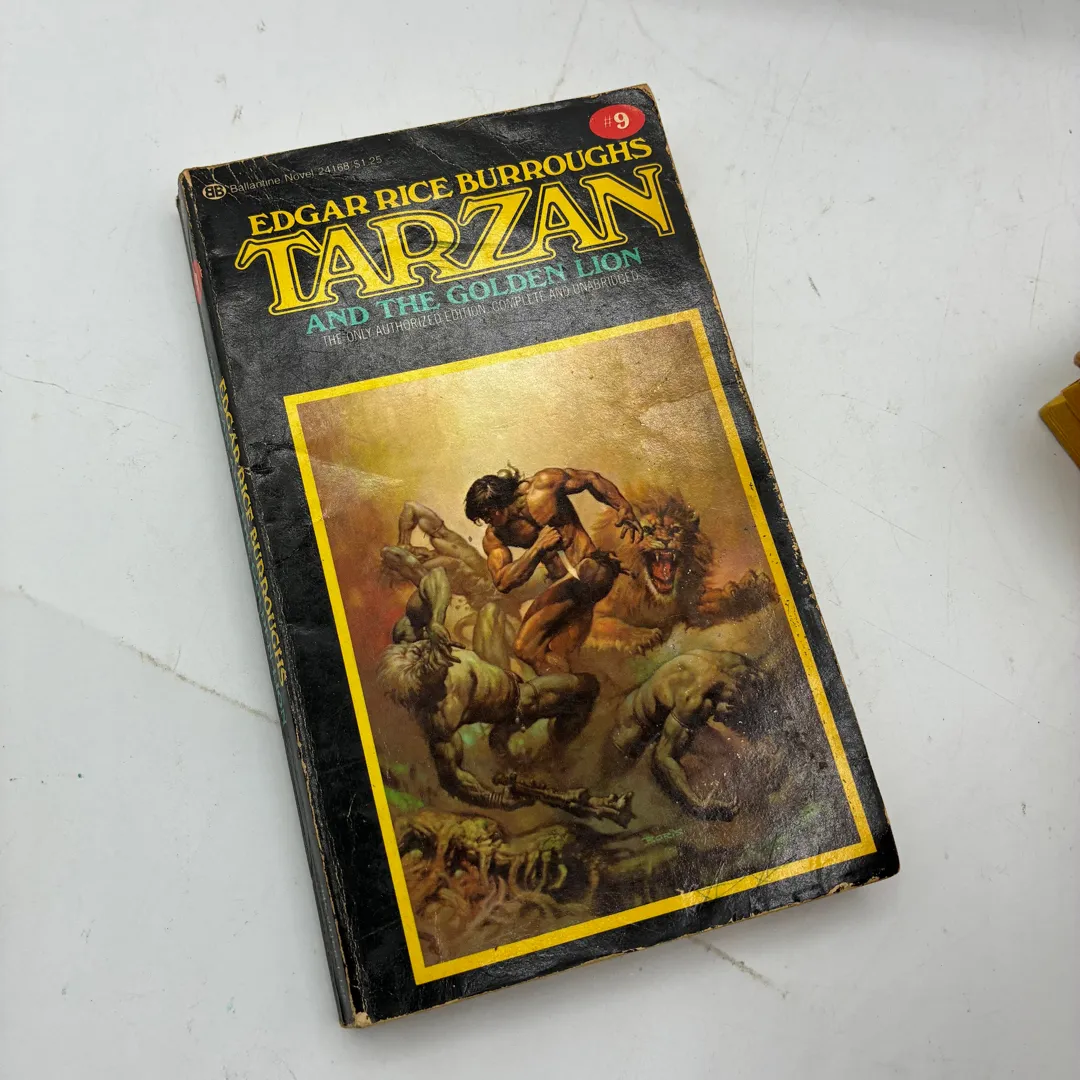 #9
BB Ballantine Novel 24168 $1.25
EDGAR RICE BURROUGHS
TARZAN
AND THE GOLDEN LION
THE ONLY AUTHORIZED EDITION. COMPLETE AND UNABRIDGED.
EDGAR RICE BURROUGHS